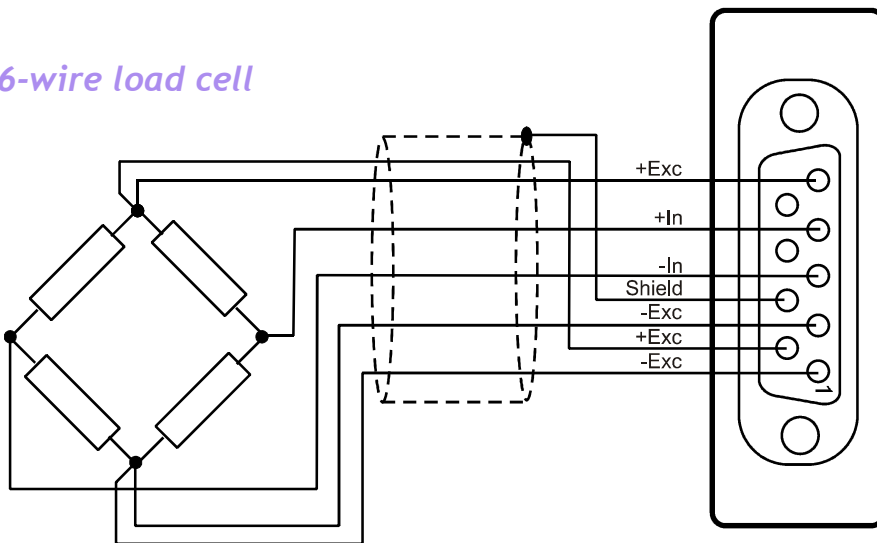 6-wire load cell
+Exc
+In
-In
Shield
-Exc
+Exc
-Exc
1